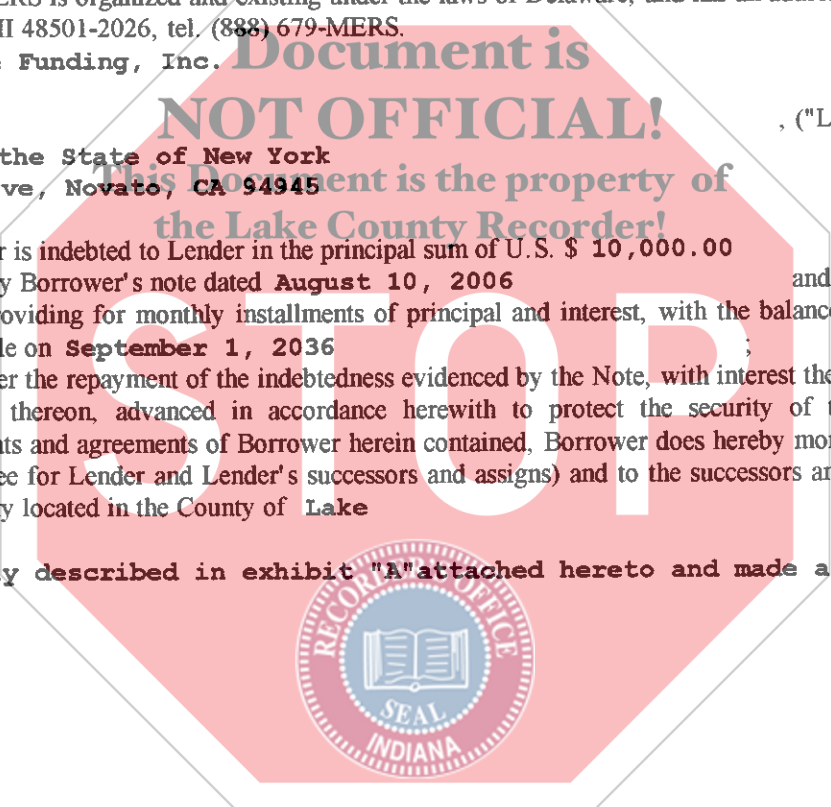 ERS is organized and existing under the laws of Delaware, and has an addre
II 48501-2026, tel. (888) 679-MERS.
Document is
e Funding, Inc.
NOT OFFICIAL!
, ("L
the State of New York
This Document is the property of
ve, Novato, CA 94945
the Lake County Recorder!
r is indebted to Lender in the principal sum of U.S. $ 10,000.00
y Borrower's note dated August 10, 2006 and
roviding for monthly installments of principal and interest, with the balance
le on September 1, 2036 ;
er the repayment of the indebtedness evidenced by the Note, with interest the
thereon, advanced in accordance herewith to protect the security of t
nts and agreements of Borrower herein contained, Borrower does hereby mor
ee for Lender and Lender's successors and assigns) and to the successors an
y located in the County of Lake
STOP
y described in exhibit "A"attached hereto and made a
RECORDER'S OFFICE
SEAL
INDIANA